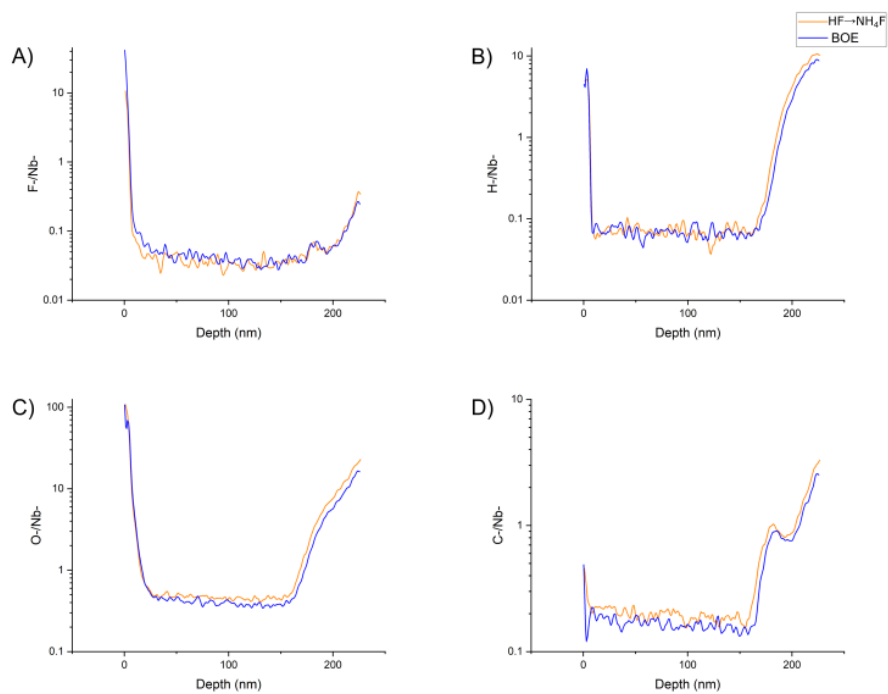 HF→NH₄F
BOE
A)
F-/Nb-
10
1
0.1
0.01
0
100
200
Depth (nm)
B)
H-/Nb-
10
1
0.1
0.01
0
100
200
Depth (nm)
C)
O-/Nb-
100
10
1
0.1
0
100
200
Depth (nm)
D)
C-/Nb-
10
1
0.1
0
100
200
Depth (nm)